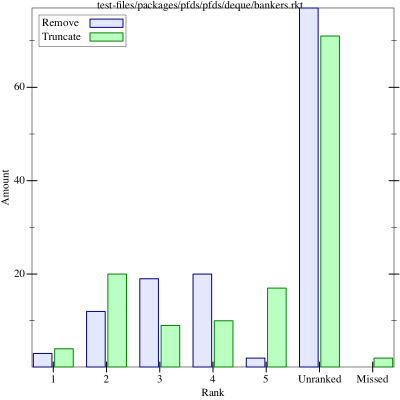 test-files/packages/pfds/pfds/deque/bankers.rkt
Remove
Truncate
60
40
20
Amount
1 2 3 4 5 Unranked Missed
Rank